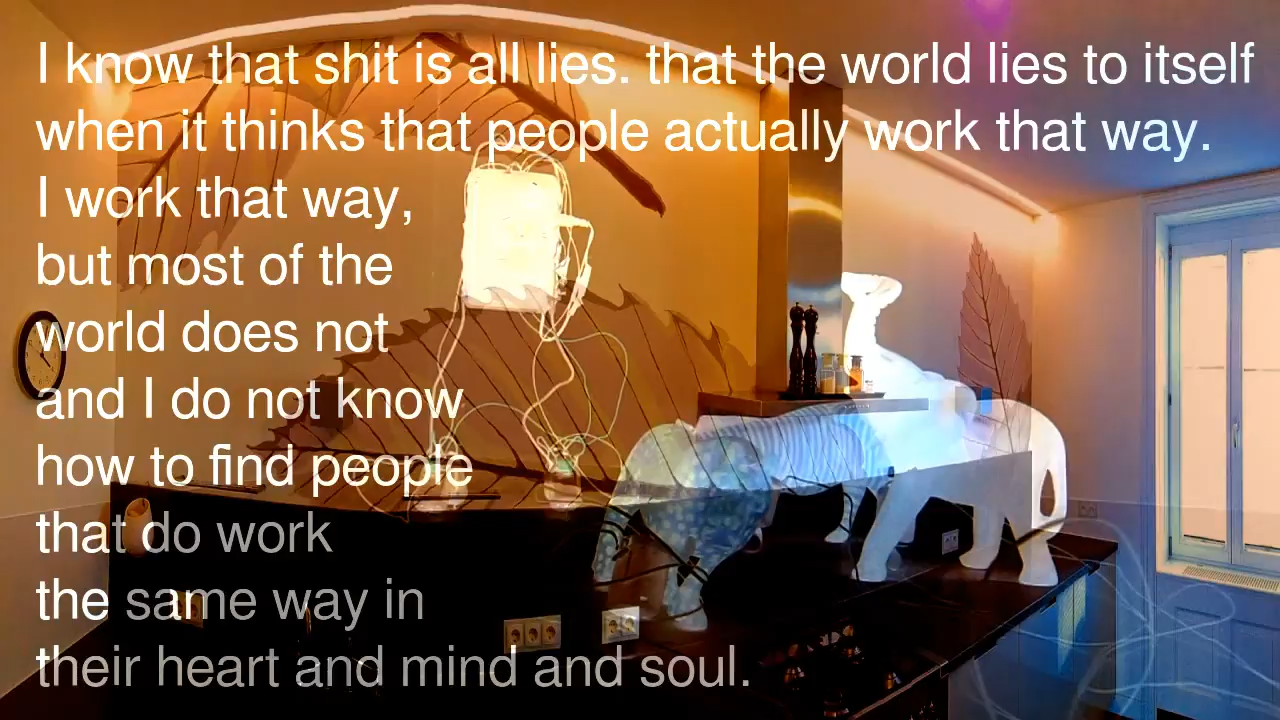 I know that shit is all lies. that the world lies to itself
when it thinks that people actually work that way.
I work that way,
but most of the
world does not
and I do not know
how to find people
that do work
the same way in
their heart and mind and soul.